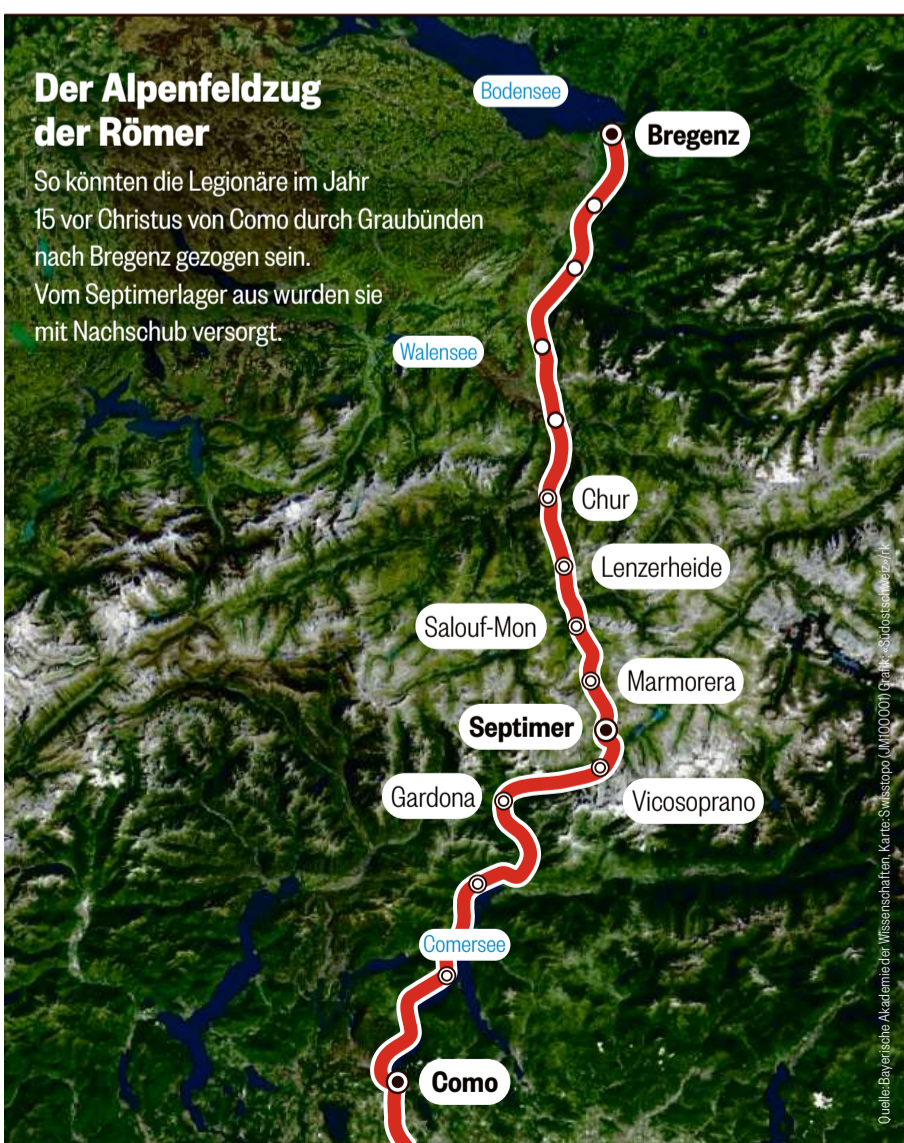 Der Alpenfeldzug
der Römer
So könnten die Legionäre im Jahr
15 vor Christus von Como durch Graubünden
nach Bregenz gezogen sein.
Vom Septimerlager aus wurden sie
mit Nachschub versorgt.
Bodensee
Bregenz
Walensee
Chur
Lenzerheide
Salouf-Mon
Marmorera
Septimer
Gardona
Vicosoprano
Comersee
Como
Quelle: Bayerische Akademie der Wissenschaften, Karte: Swisstopo (JM100001) Grafik: «Südostschweiz»/rk